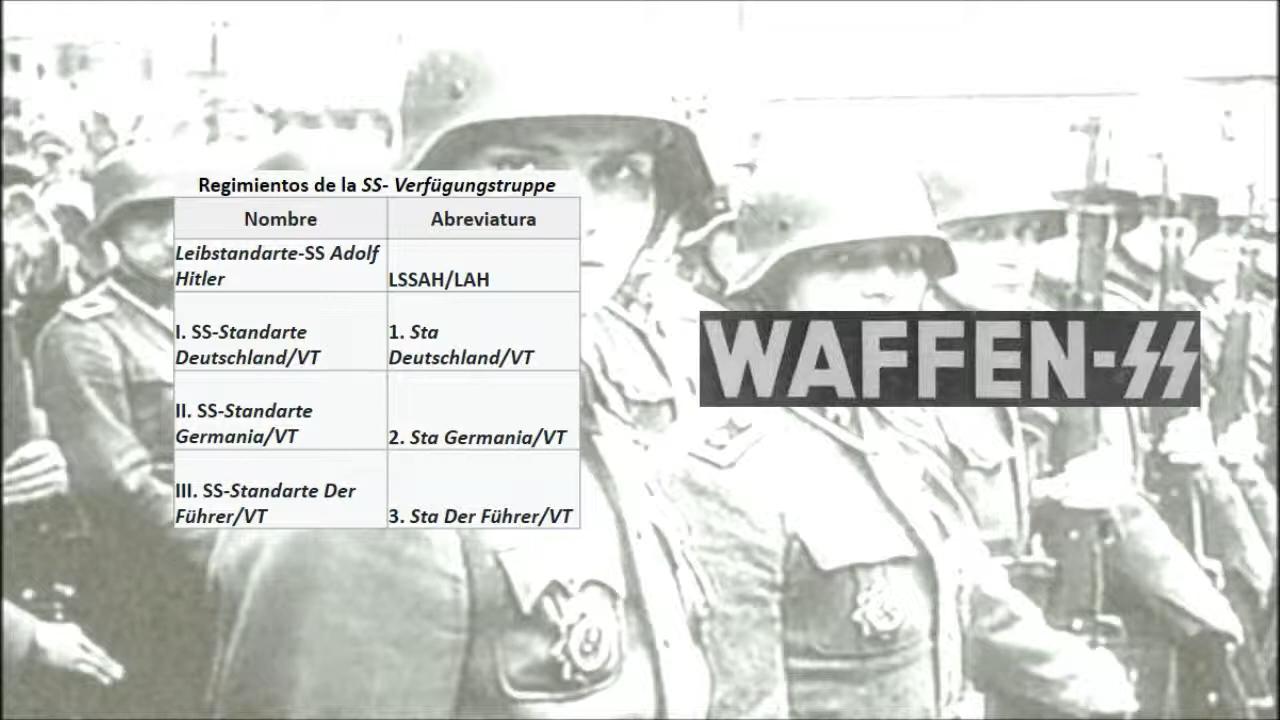 Regimientos de la SS- Verfügungstruppe
Nombre Abreviatura
Leibstandarte-SS Adolf
Hitler LSSAH/LAH
I. SS-Standarte 1. Sta
Deutschland/VT Deutschland/VT
II. SS-Standarte
Germania/VT 2. Sta Germania/VT
III. SS-Standarte Der
Führer/VT 3. Sta Der Führer/VT
WAFFEN-SS